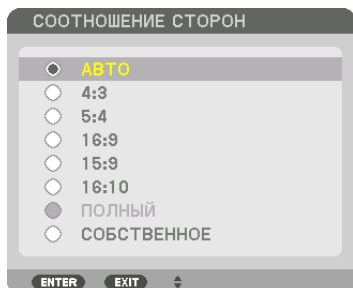 СООТНОШЕНИЕ СТОРОН
АВТО
4:3
5:4
16:9
15:9
16:10
ПОЛНЫЙ
СОБСТВЕННОЕ
ENTER EXIT